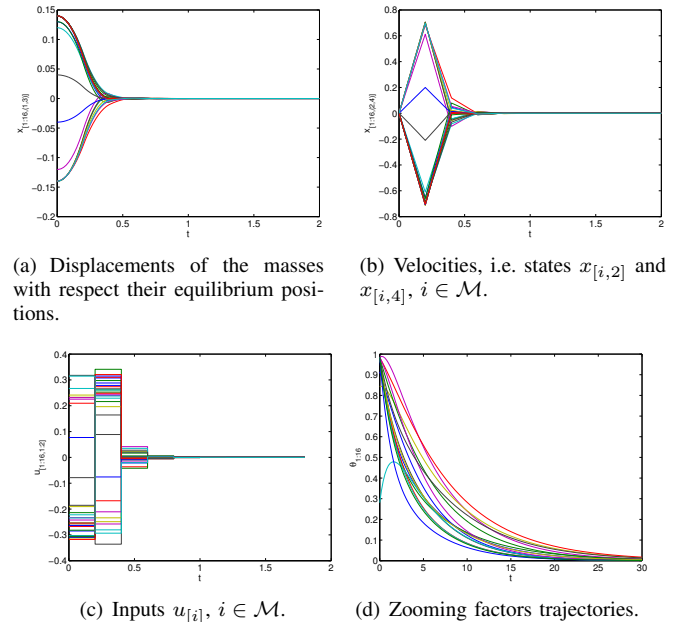 0.15
0.1
0.05
0
−0.05
−0.1
−0.15
−0.2
0 0.5 1 1.5 2
t
x[1:16,(1,3)]
0.8
0.6
0.4
0.2
0
−0.2
−0.4
−0.6
−0.8
0 0.5 1 1.5 2
t
x[1:16,(2,4)]
(a) Displacements of the masses
with respect their equilibrium posi-
tions.
(b) Velocities, i.e. states x[i,2] and
x[i,4], i ∈ M.
0.4
0.3
0.2
0.1
0
−0.1
−0.2
−0.3
−0.4
0 0.5 1 1.5 2
t
u[1:16,1:2]
1
0.9
0.8
0.7
0.6
0.5
0.4
0.3
0.2
0.1
0
0 5 10 15 20 25 30
t
θ1:16
(c) Inputs u[i], i ∈ M.
(d) Zooming factors trajectories.